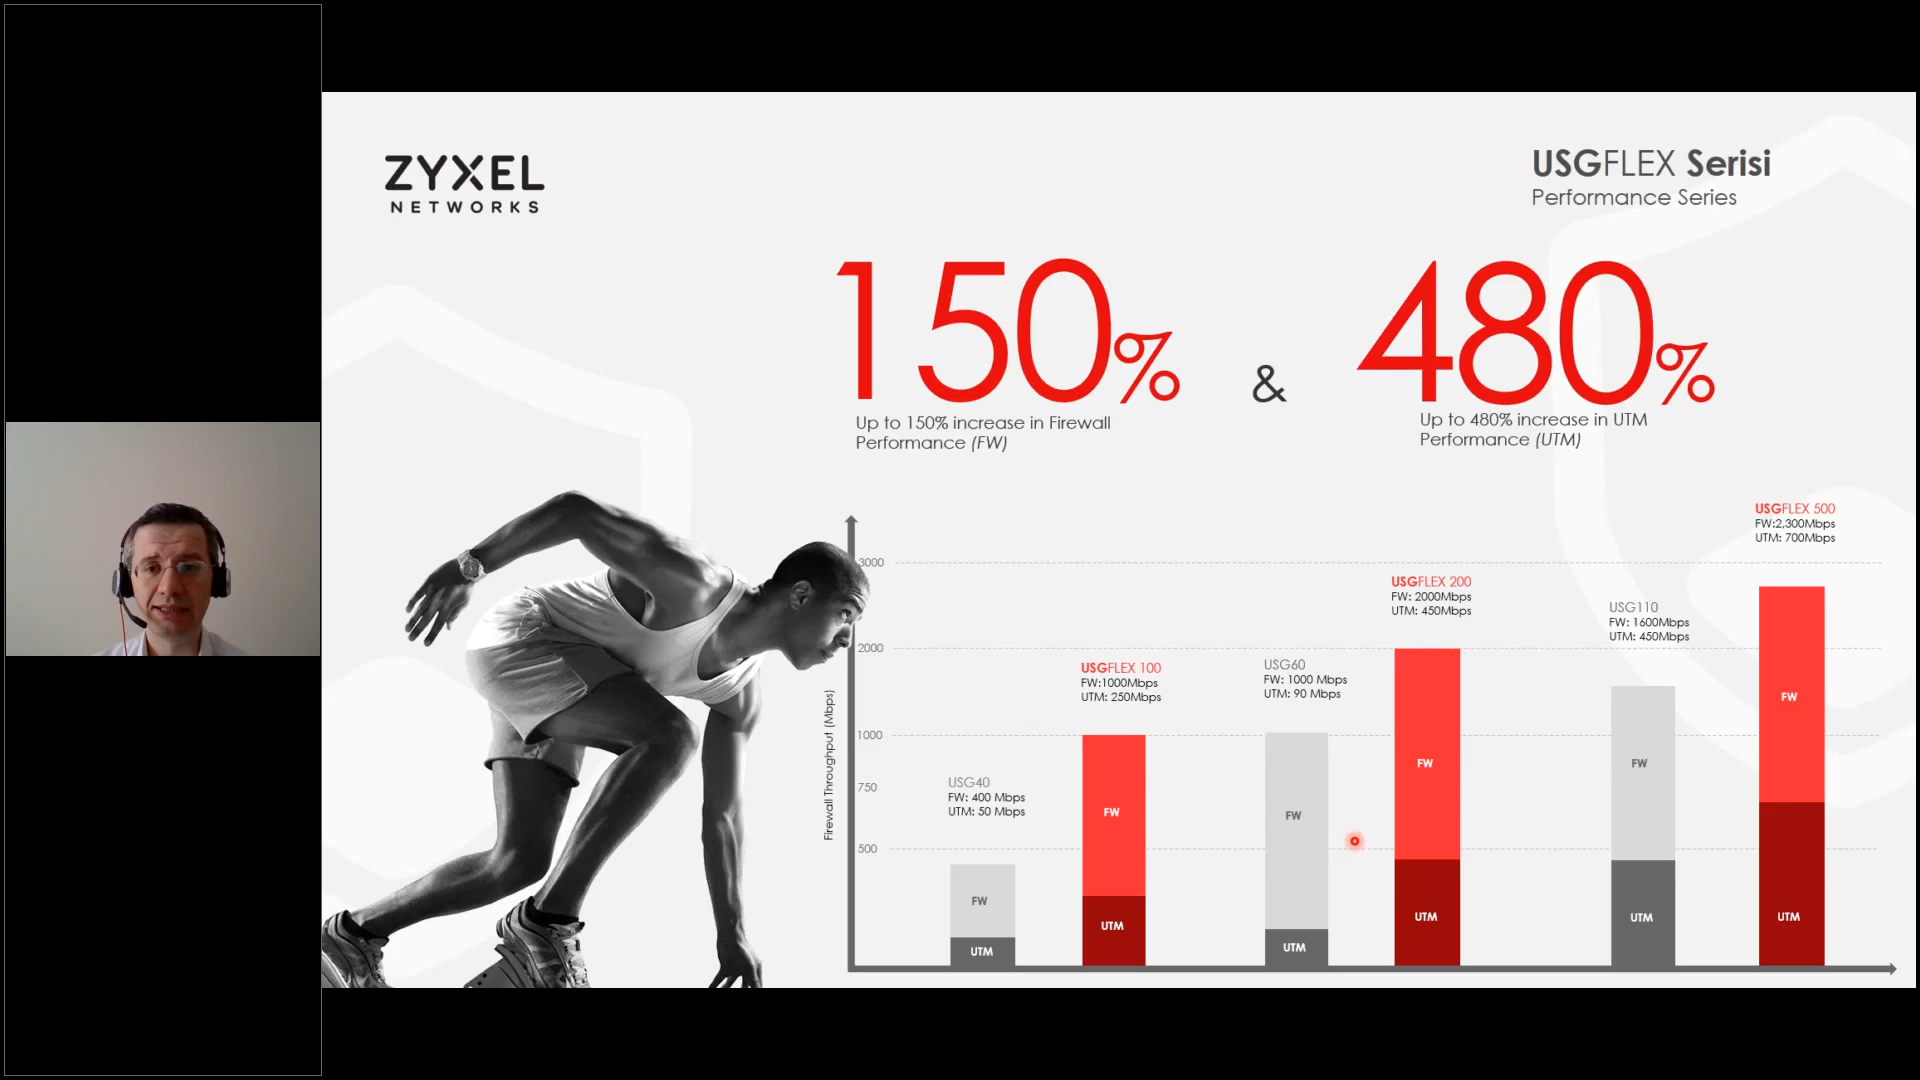 ZYXEL
NETWORKS
USGFLEX Serisi
Performance Series
150%
&
480%
Up to 150% increase in Firewall
Performance (FW)
Up to 480% increase in UTM
Performance (UTM)
Firewall Throughput (Mbps)
3000
2000
1000
750
500
USG40
FW: 400 Mbps
UTM: 50 Mbps
FW
UTM
USGFLEX 100
FW:1000Mbps
UTM: 250Mbps
FW
UTM
USG60
FW: 1000 Mbps
UTM: 90 Mbps
FW
UTM
USGFLEX 200
FW: 2000Mbps
UTM: 450Mbps
FW
UTM
USG110
FW: 1600Mbps
UTM: 450Mbps
FW
UTM
USGFLEX 500
FW:2,300Mbps
UTM: 700Mbps
FW
UTM